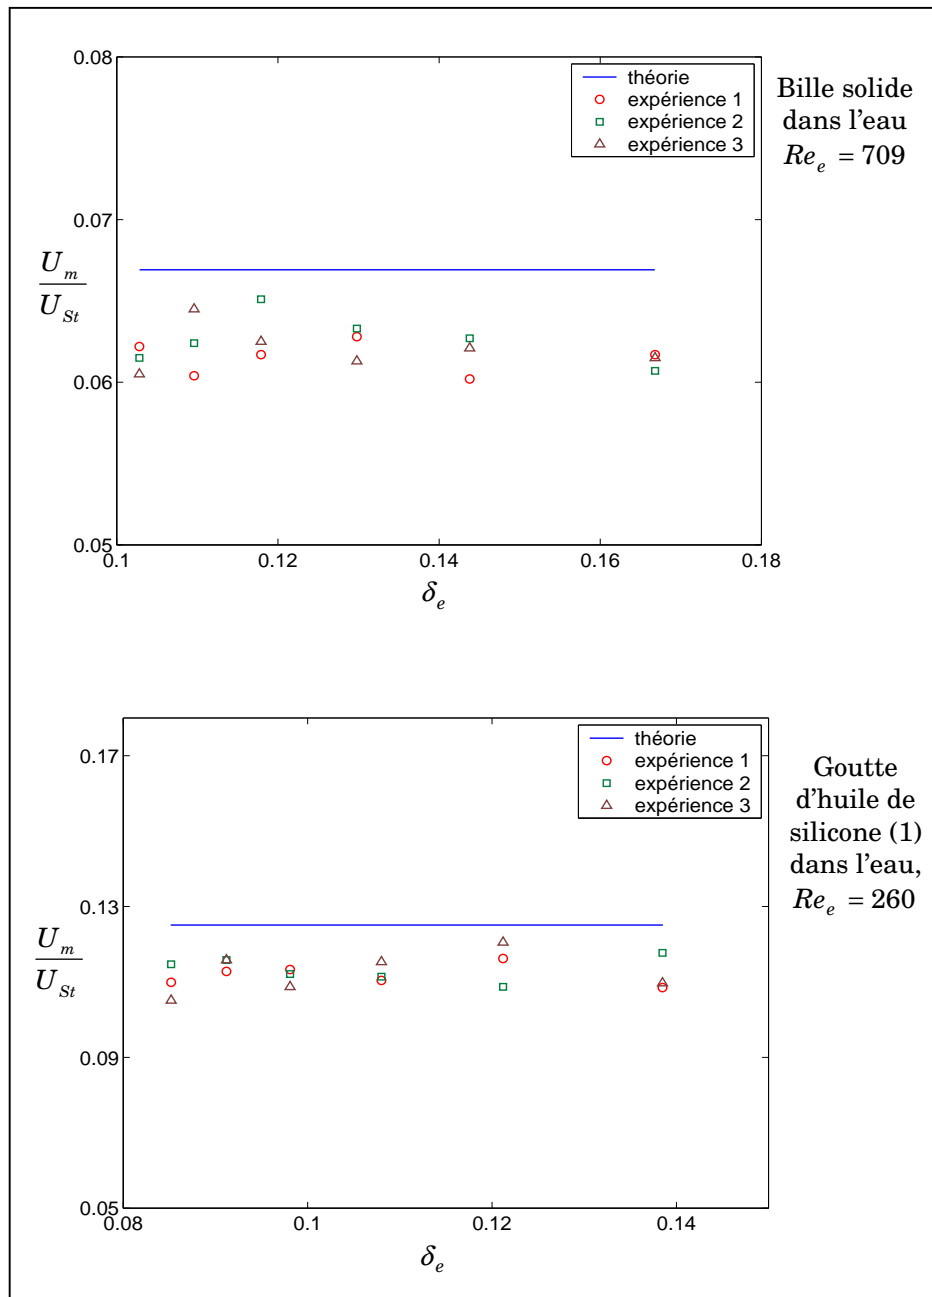 0.08
0.07
0.06
0.05
0.1
0.12
0.14
0.16
0.18
U_m
U_St
δ_e
théorie
expérience 1
expérience 2
expérience 3
Bille solide
dans l'eau
Re_e = 709
0.17
0.13
0.09
0.05
0.08
0.1
0.12
0.14
U_m
U_St
δ_e
théorie
expérience 1
expérience 2
expérience 3
Goutte
d'huile de
silicone (1)
dans l'eau,
Re_e = 260